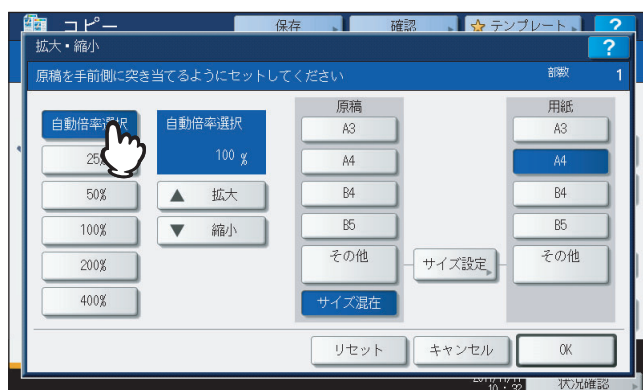 コピー 保存 確認 テンプレート ?
拡大・縮小 ?
原稿を手前側に突き当てるようにセットしてください 部数 1
原稿 用紙
自動倍率選択 自動倍率選択 A3 A3
25% 100 % A4 A4
50% ▲ 拡大 B4 B4
100% ▼ 縮小 B5 B5
200% その他 サイズ設定 その他
400% サイズ混在
リセット キャンセル OK
状況確認